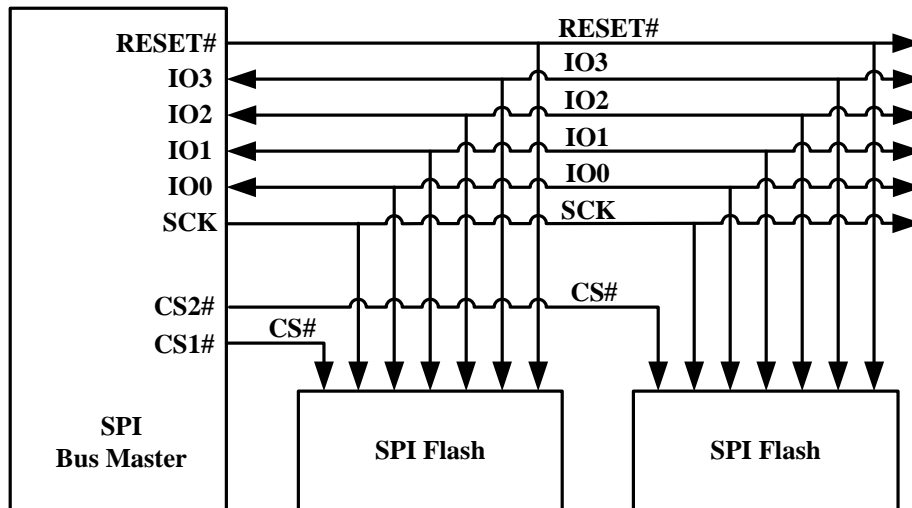 RESET#
RESET#
IO3
IO3
IO2
IO2
IO1
IO1
IO0
IO0
SCK
SCK
CS2#
CS#
CS1#
CS#
SPI
Bus Master
SPI Flash
SPI Flash